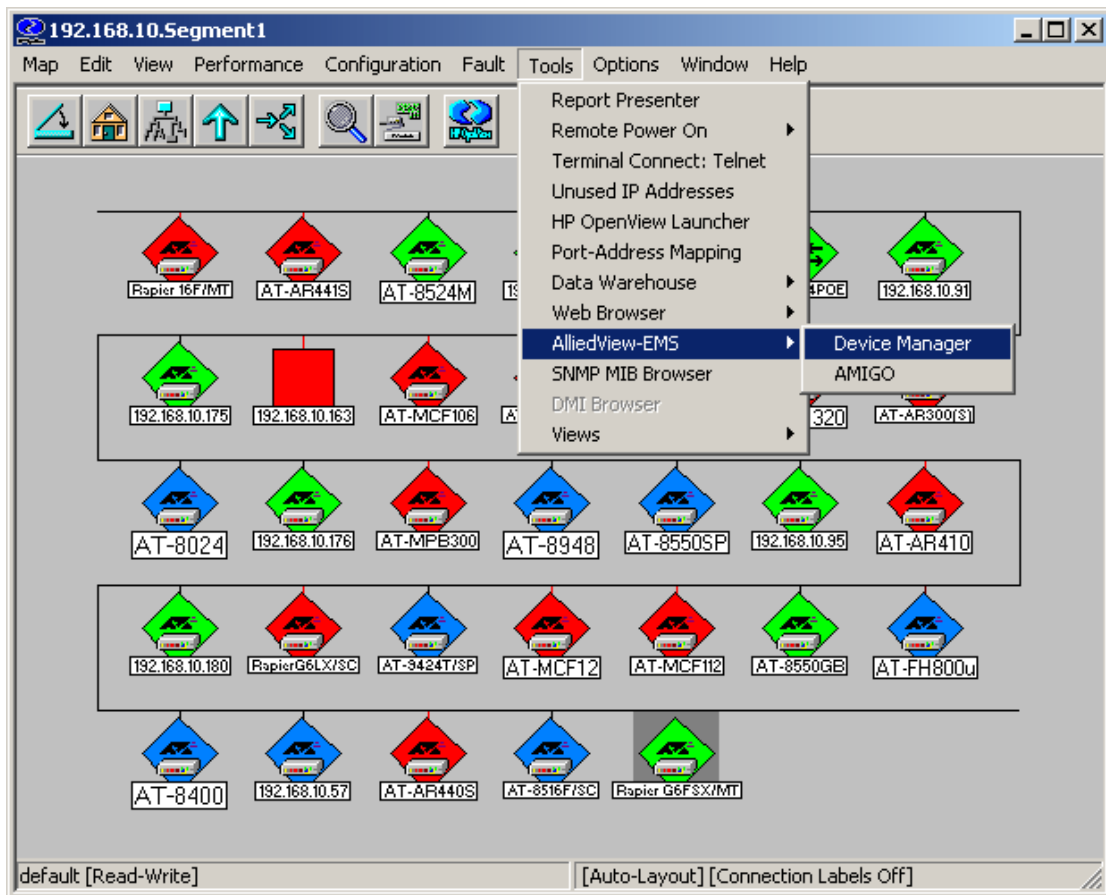 192.168.10.Segment1
Map Edit View Performance Configuration Fault Tools Options Window Help
Report Presenter
Remote Power On
Terminal Connect: Telnet
Unused IP Addresses
HP OpenView Launcher
Port-Address Mapping
Data Warehouse
Web Browser
AlliedView-EMS
SNMP MIB Browser
DMI Browser
Views
Device Manager
AMIGO
Rapier 16F/MT AT-AR441S AT-8524M 4POE 192.168.10.91
192.168.10.175 192.168.10.163 AT-MCF106 320 AT-AR300(S)
AT-8024 192.168.10.176 AT-MPB300 AT-8948 AT-8550SP 192.168.10.95 AT-AR410
192.168.10.180 RapierG6LX/SC AT-9424T/SP AT-MCF12 AT-MCF112 AT-8550GB AT-FH800u
AT-8400 192.168.10.57 AT-AR440S AT-8516F/SC Rapier G6FSX/MT
default [Read-Write] [Auto-Layout] [Connection Labels Off]